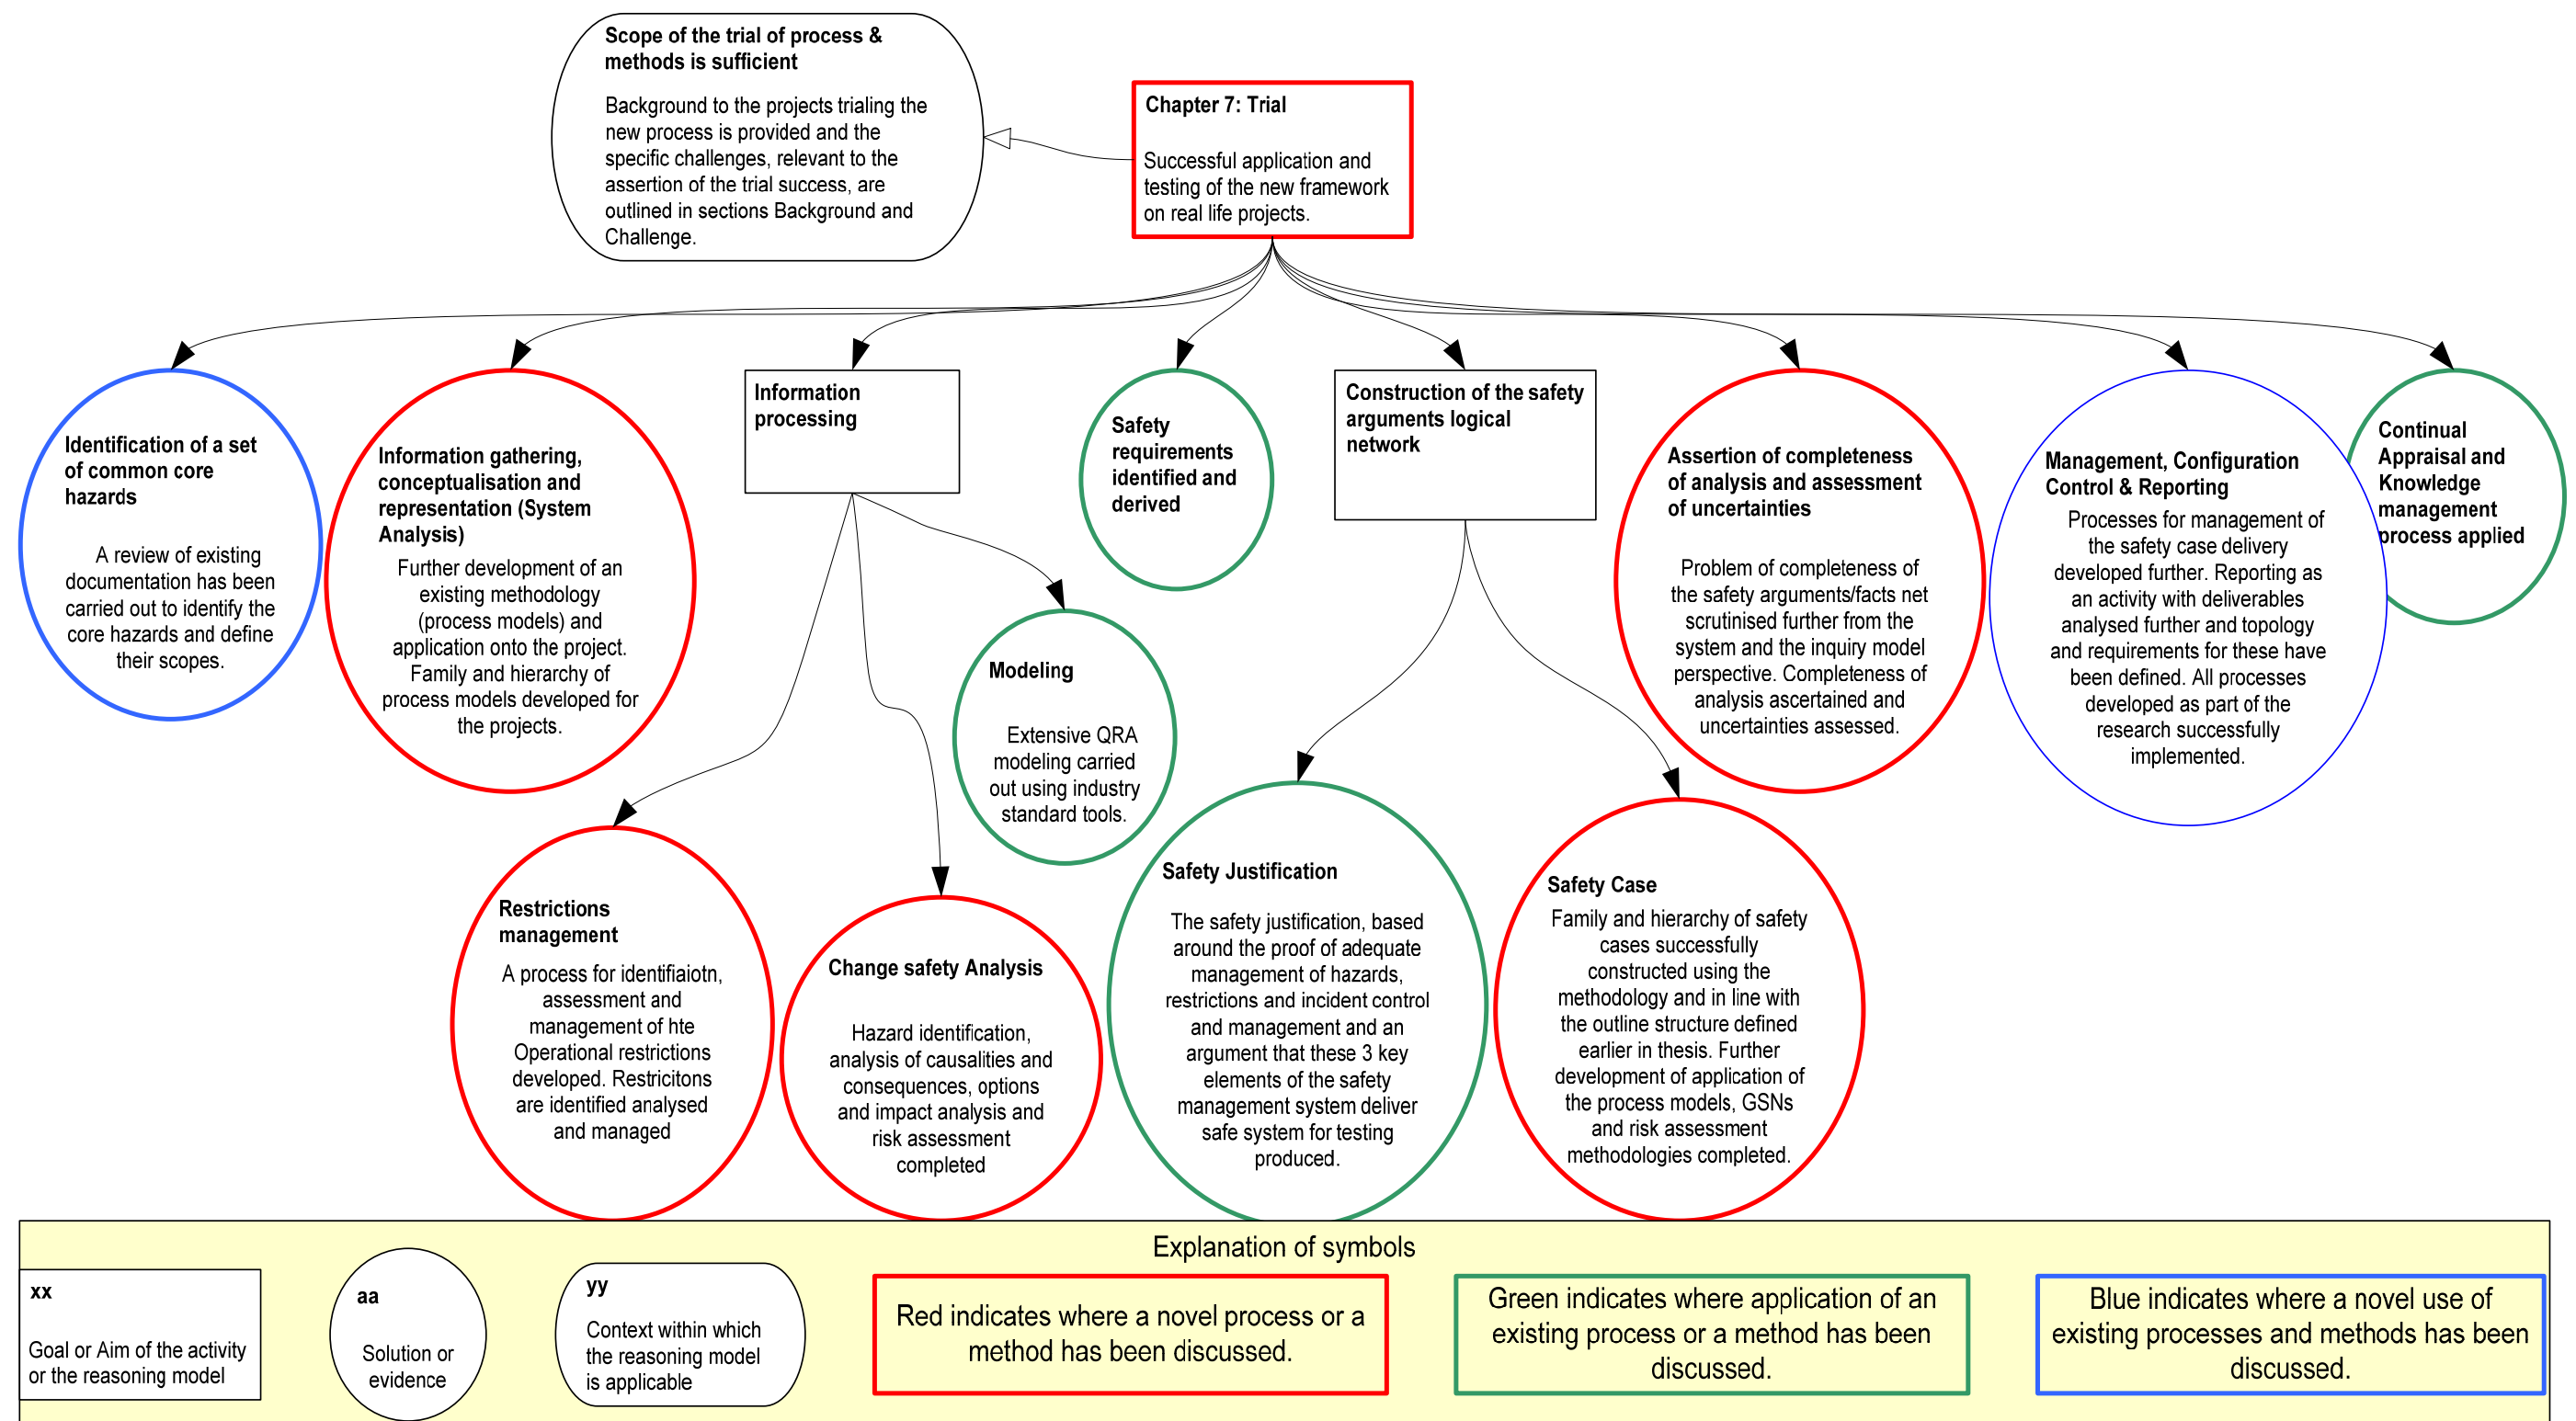 Scope of the trial of process &
methods is sufficient
Background to the projects trialing the
new process is provided and the
specific challenges, relevant to the
assertion of the trial success, are
outlined in sections Background and
Challenge.
Chapter 7: Trial
Successful application and
testing of the new framework
on real life projects.
Identification of a set
of common core
hazards
A review of existing
documentation has been
carried out to identify the
core hazards and define
their scopes.
Information gathering,
conceptualisation and
representation (System
Analysis)
Further development of an
existing methodology
(process models) and
application onto the project.
Family and hierarchy of
process models developed for
the projects.
Information
processing
Safety
requirements
identified and
derived
Construction of the safety
arguments logical
network
Assertion of completeness
of analysis and assessment
of uncertainties
Problem of completeness of
the safety arguments/facts net
scrutinised further from the
system and the inquiry model
perspective. Completeness of
analysis ascertained and
uncertainties assessed.
Management, Configuration
Control & Reporting
Processes for management of
the safety case delivery
developed further. Reporting as
an activity with deliverables
analysed further and topology
and requirements for these have
been defined. All processes
developed as part of the
research successfully
implemented.
Continual
Appraisal and
Knowledge
management
process applied
Modeling
Extensive QRA
modeling carried
out using industry
standard tools.
Restrictions
management
A process for identifiaiotn,
assessment and
management of hte
Operational restrictions
developed. Restricitons
are identified analysed
and managed
Change safety Analysis
Hazard identification,
analysis of causalities and
consequences, options
and impact analysis and
risk assessment
completed
Safety Justification
The safety justification, based
around the proof of adequate
management of hazards,
restrictions and incident control
and management and an
argument that these 3 key
elements of the safety
management system deliver
safe system for testing
produced.
Safety Case
Family and hierarchy of safety
cases successfully
constructed using the
methodology and in line with
the outline structure defined
earlier in thesis. Further
development of application of
the process models, GSNs
and risk assessment
methodologies completed.
Explanation of symbols
xx
Goal or Aim of the activity
or the reasoning model
aa
Solution or
evidence
yy
Context within which
the reasoning model
is applicable
Red indicates where a novel process or a
method has been discussed.
Green indicates where application of an
existing process or a method has been
discussed.
Blue indicates where a novel use of
existing processes and methods has been
discussed.